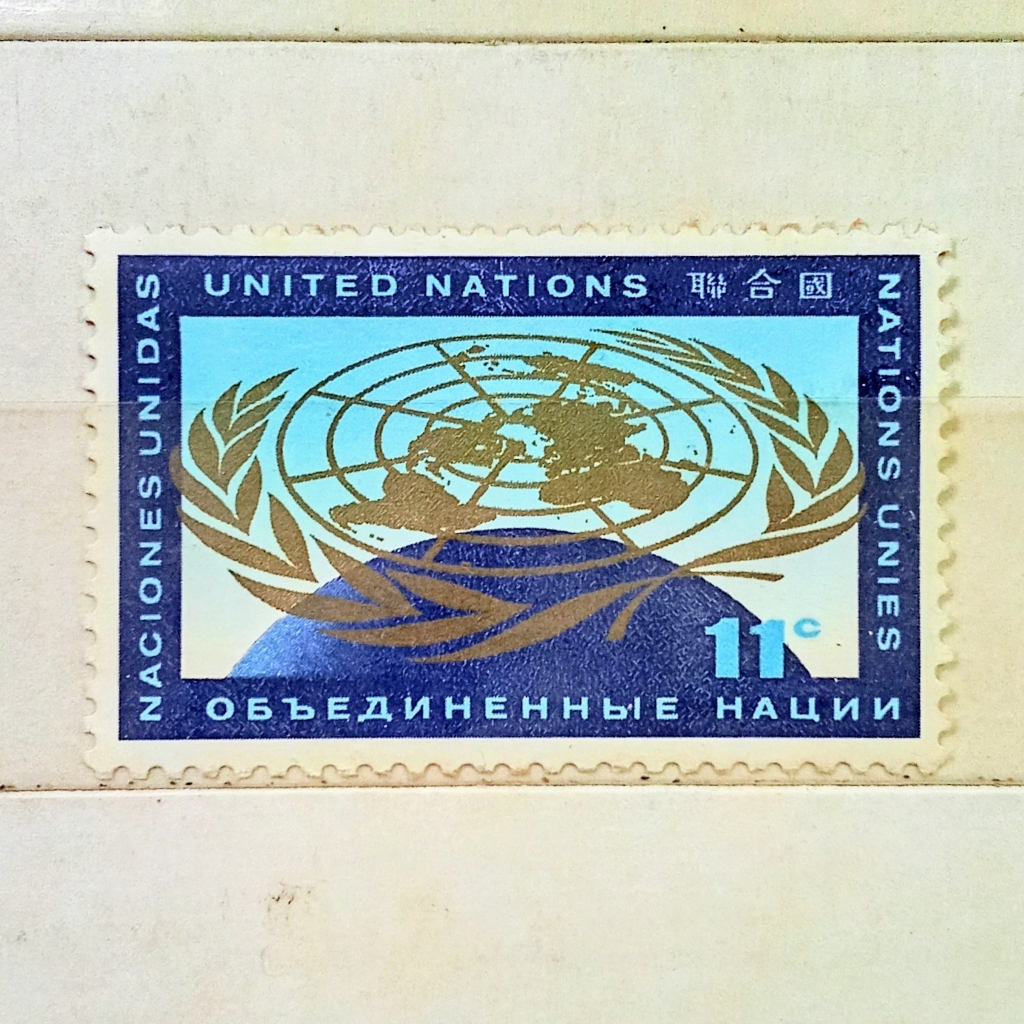 UNITED NATIONS 聯合國
NACIONES UNIDAS
NATIONS UNIES
11c
ОБЪЕДИНЕННЫЕ НАЦИИ